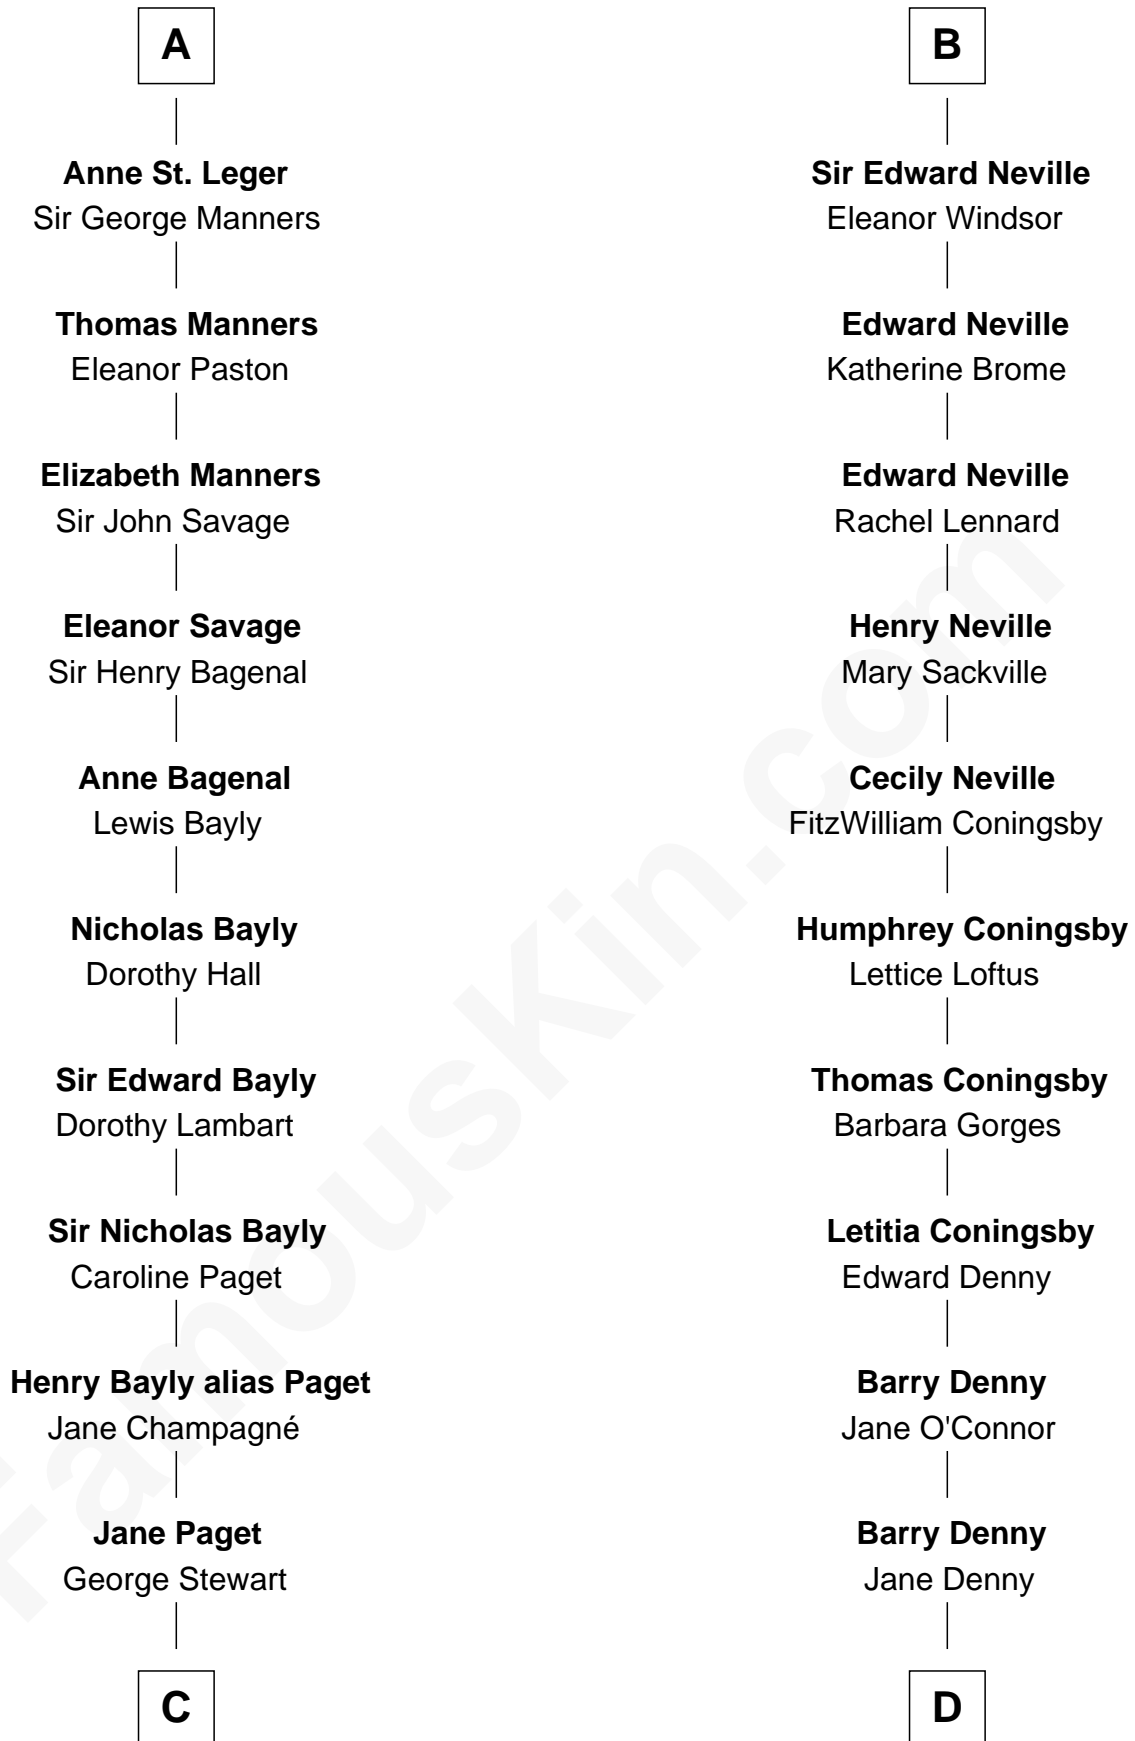 A
Anne St. Leger
Sir George Manners
Thomas Manners
Eleanor Paston
Elizabeth Manners
Sir John Savage
Eleanor Savage
Sir Henry Bagenal
Anne Bagenal
Lewis Bayly
Nicholas Bayly
Dorothy Hall
Sir Edward Bayly
Dorothy Lambart
Sir Nicholas Bayly
Caroline Paget
Henry Bayly alias Paget
Jane Champagné
Jane Paget
George Stewart
C
B
Sir Edward Neville
Eleanor Windsor
Edward Neville
Katherine Brome
Edward Neville
Rachel Lennard
Henry Neville
Mary Sackville
Cecily Neville
FitzWilliam Coningsby
Humphrey Coningsby
Lettice Loftus
Thomas Coningsby
Barbara Gorges
Letitia Coningsby
Edward Denny
Barry Denny
Jane O'Connor
Barry Denny
Jane Denny
D
FamousKin.com